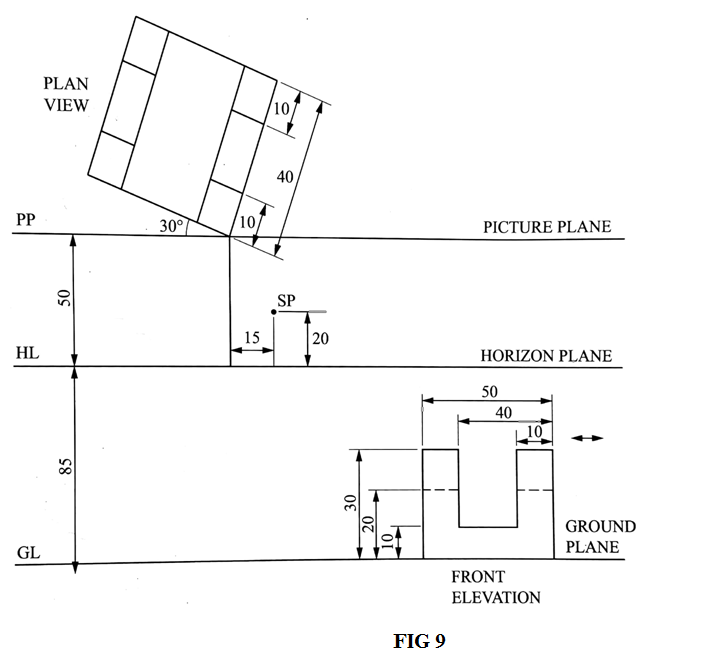 PLAN
VIEW
10
40
10
30°
PP
PICTURE PLANE
50
SP
15
20
HL
HORIZON PLANE
50
40
10
85
30
20
10
GROUND
PLANE
GL
FRONT
ELEVATION
FIG 9